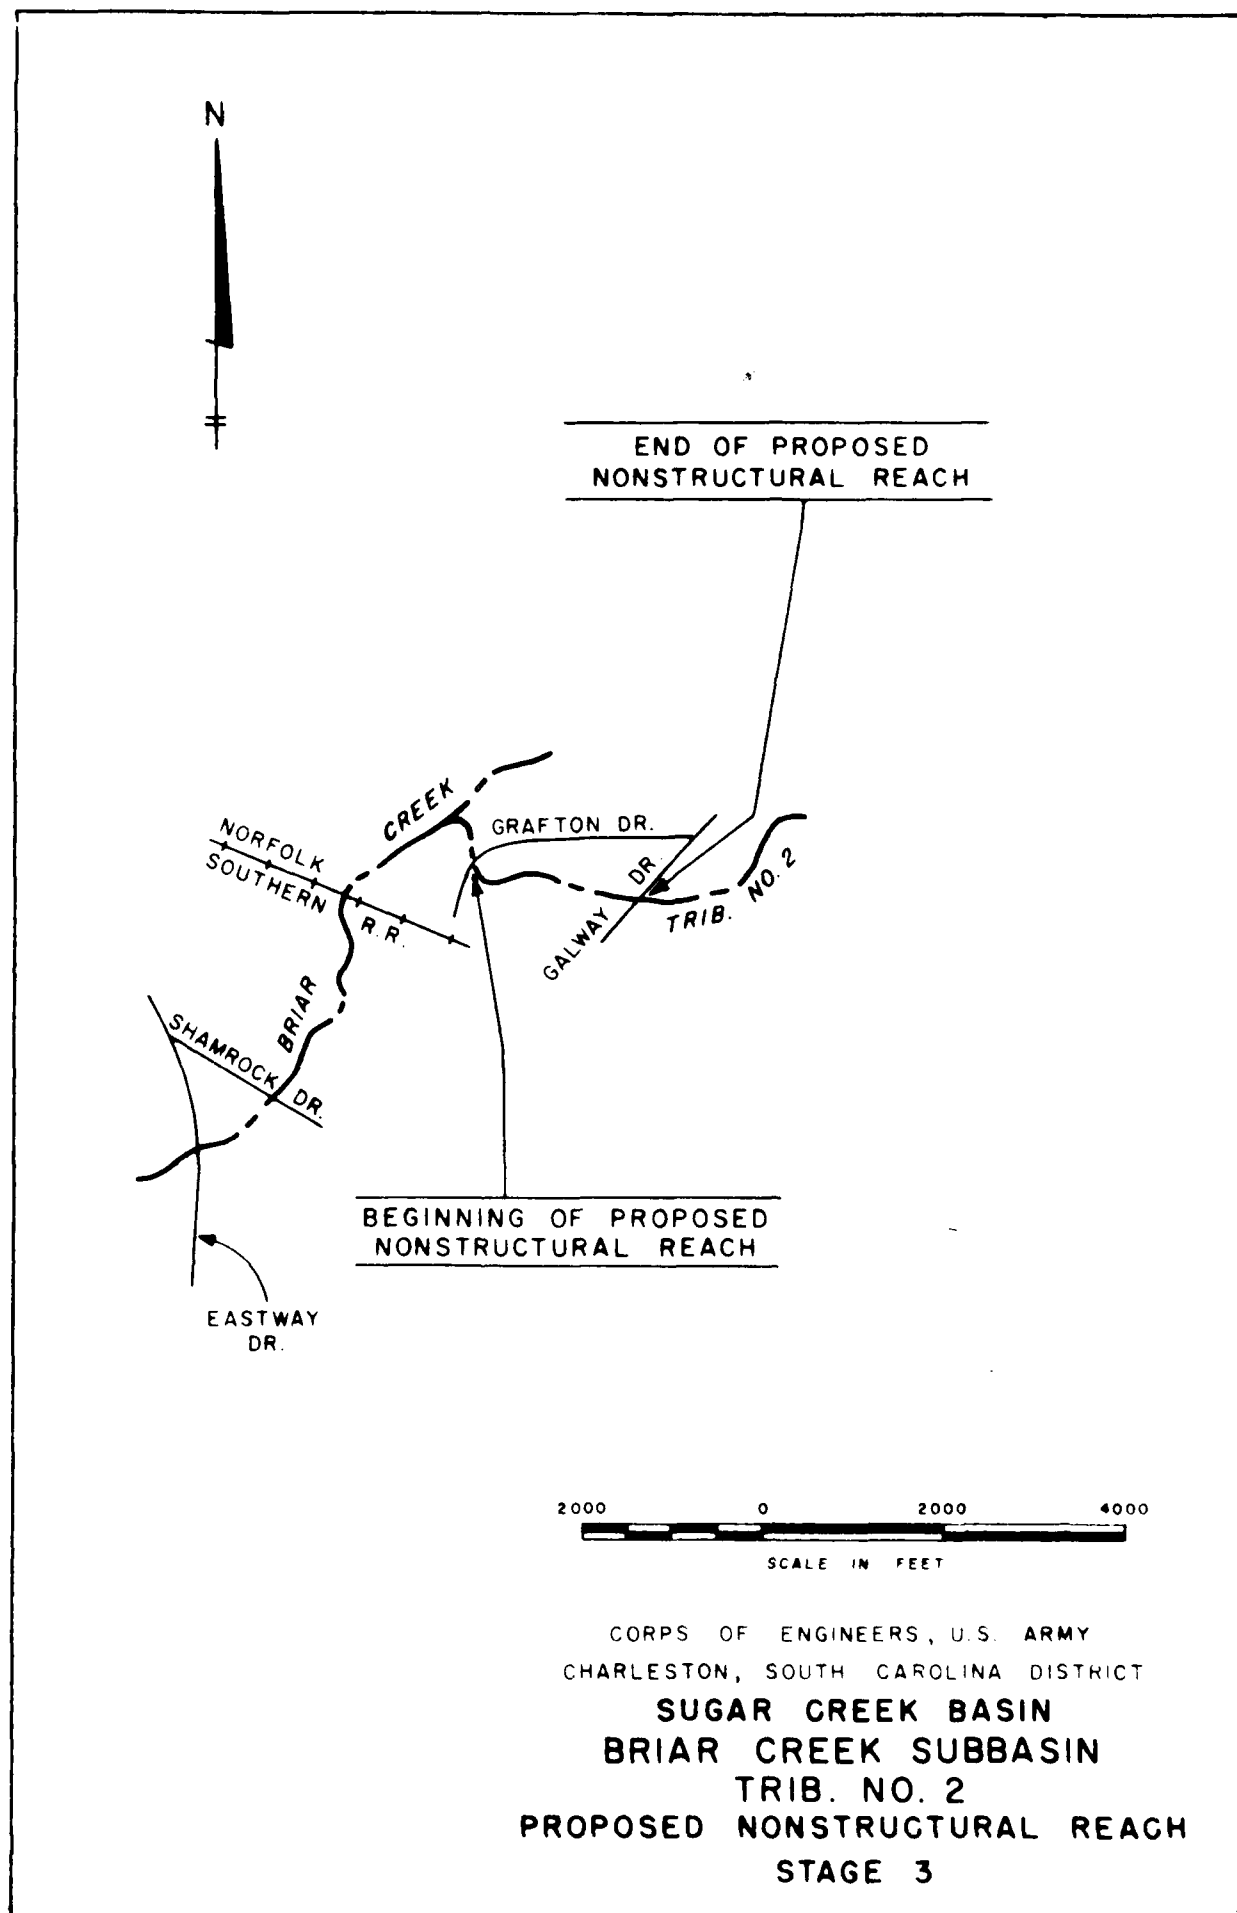 N
END OF PROPOSED
NONSTRUCTURAL REACH
CREEK
GRAFTON DR.
NORFOLK
SOUTHERN
R.R.
GALWAY DR.
TRIB. NO. 2
BRIAR
SHAMROCK DR.
BEGINNING OF PROPOSED
NONSTRUCTURAL REACH
EASTWAY
DR.
2000 0 2000 4000
SCALE IN FEET
CORPS OF ENGINEERS, U.S. ARMY
CHARLESTON, SOUTH CAROLINA DISTRICT
SUGAR CREEK BASIN
BRIAR CREEK SUBBASIN
TRIB. NO. 2
PROPOSED NONSTRUCTURAL REACH
STAGE 3